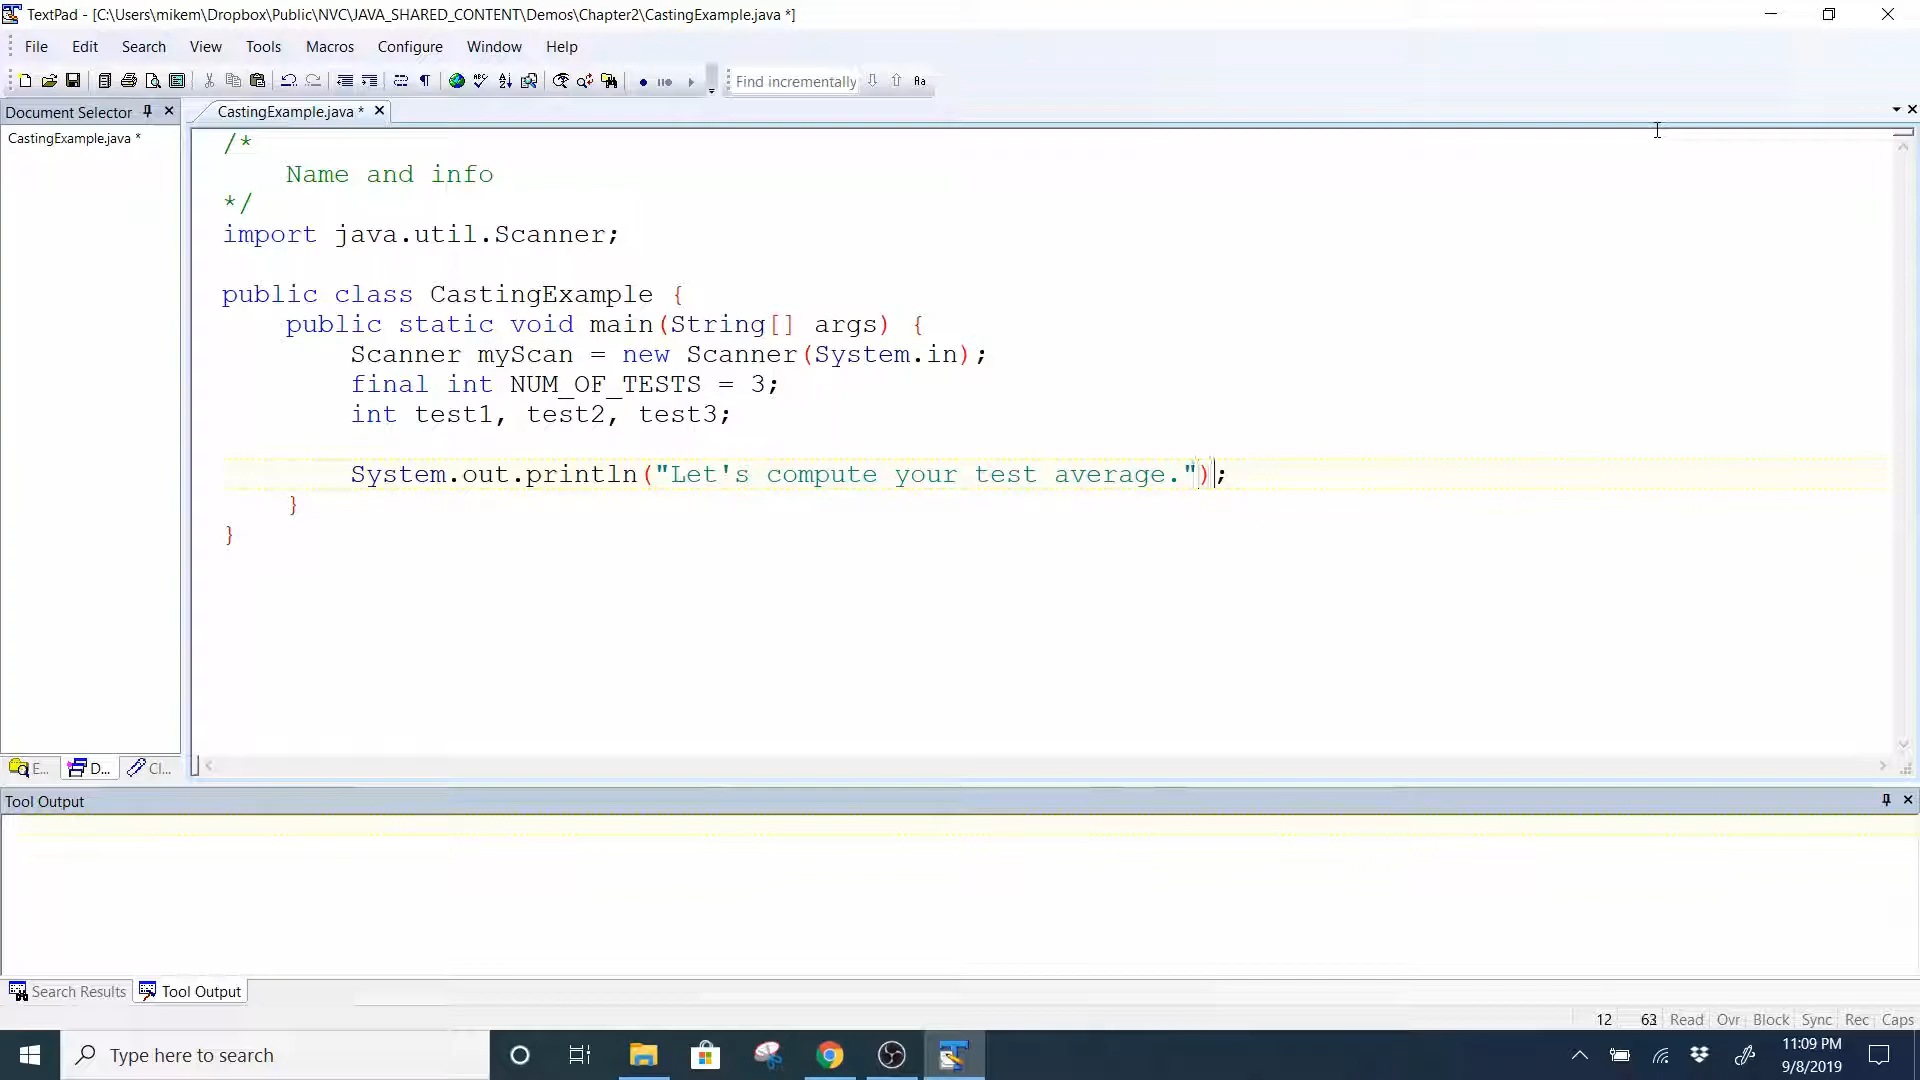 TextPad - [C:\Users\mikem\Dropbox\Public\NVC\JAVA_SHARED_CONTENT\Demos\Chapter2\CastingExample.java *]
File Edit Search View Tools Macros Configure Window Help
Find incrementally
Document Selector
CastingExample.java *
CastingExample.java *
/*
    Name and info
*/
import java.util.Scanner;

public class CastingExample {
    public static void main(String[] args) {
        Scanner myScan = new Scanner(System.in);
        final int NUM_OF_TESTS = 3;
        int test1, test2, test3;

        System.out.println("Let's compute your test average.");
    }
}
E... D... Cl...
Tool Output
Search Results Tool Output
12 63 Read Ovr Block Sync Rec Caps
Type here to search
11:09 PM
9/8/2019